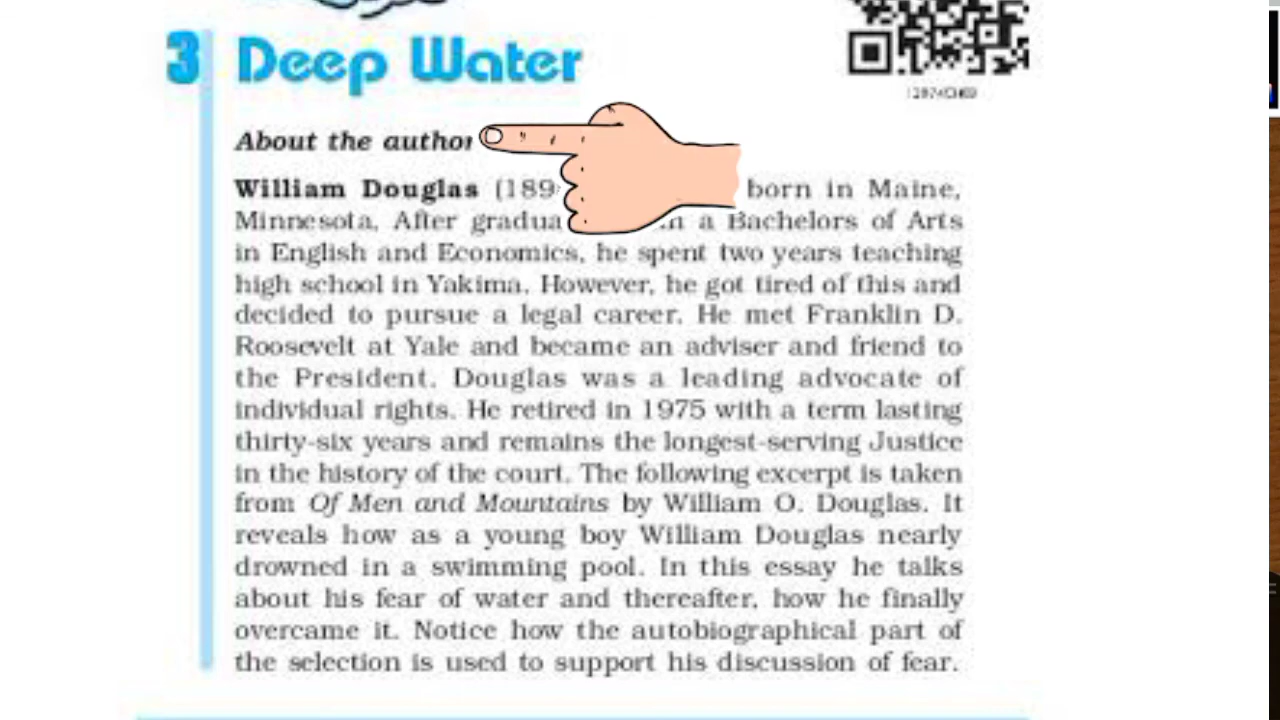 3 Deep Water
About the author
William Douglas (189 born in Maine,
Minnesota. After gradua a Bachelors of Arts
in English and Economics, he spent two years teaching
high school in Yakima. However, he got tired of this and
decided to pursue a legal career. He met Franklin D.
Roosevelt at Yale and became an adviser and friend to
the President. Douglas was a leading advocate of
individual rights. He retired in 1975 with a term lasting
thirty-six years and remains the longest-serving Justice
in the history of the court. The following excerpt is taken
from Of Men and Mountains by William O. Douglas. It
reveals how as a young boy William Douglas nearly
drowned in a swimming pool. In this essay he talks
about his fear of water and thereafter, how he finally
overcame it. Notice how the autobiographical part of
the selection is used to support his discussion of fear.